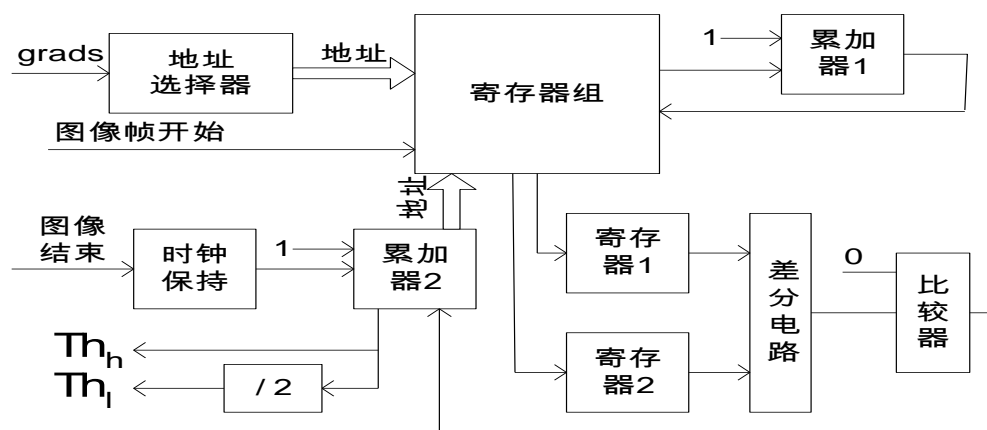 grads
地址
选择器
地址
寄存器组
1
累加
器1
图像帧开始
地址
图像
结束
时钟
保持
1
累加
器2
寄存
器1
差分电路
0
比较器
Th_h
Th_l
/2
寄存
器2